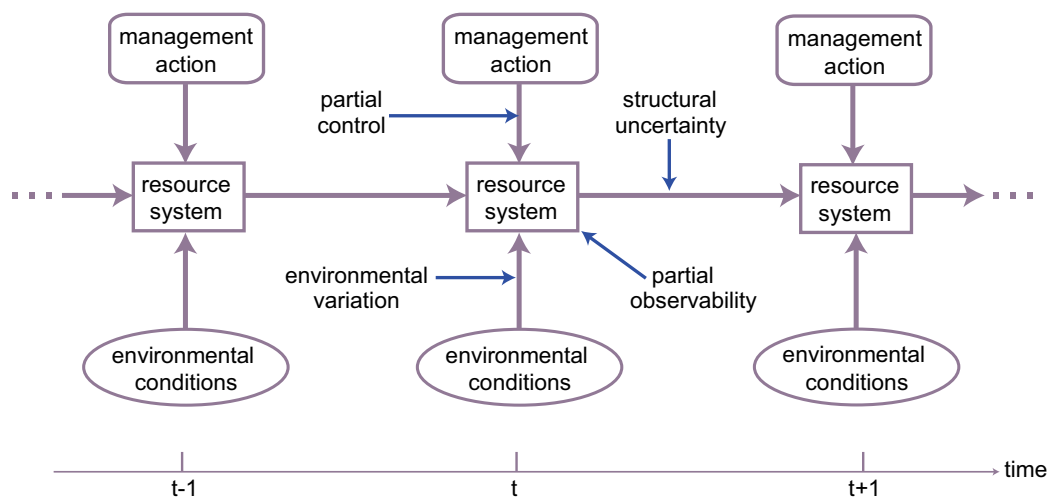 management
action
management
action
management
action
partial
control
structural
uncertainty
resource
system
resource
system
resource
system
environmental
variation
partial
observability
environmental
conditions
environmental
conditions
environmental
conditions
time
t-1
t
t+1